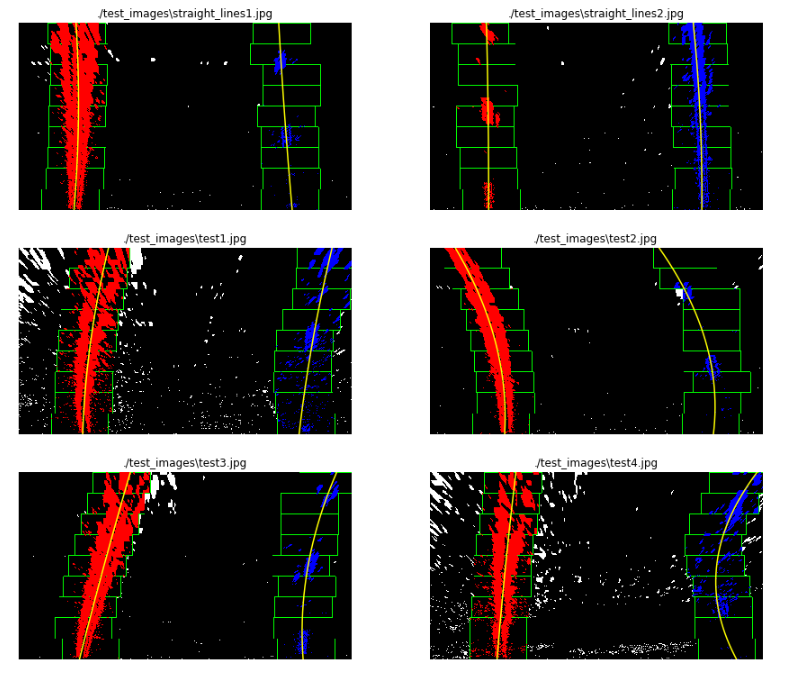 ./test_images\straight_lines1.jpg
./test_images\straight_lines2.jpg
./test_images\test1.jpg
./test_images\test2.jpg
./test_images\test3.jpg
./test_images\test4.jpg